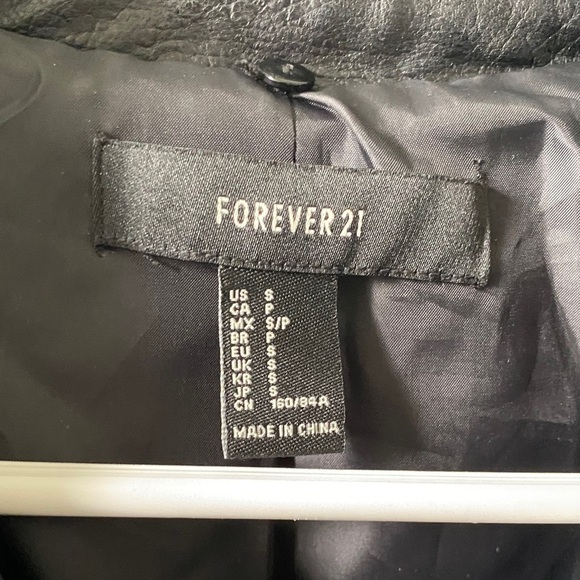 FOREVER 21
US S
CA P
MX S/P
BR P
EU S
UK S
KR S
JP S
CN 160/84A
MADE IN CHINA